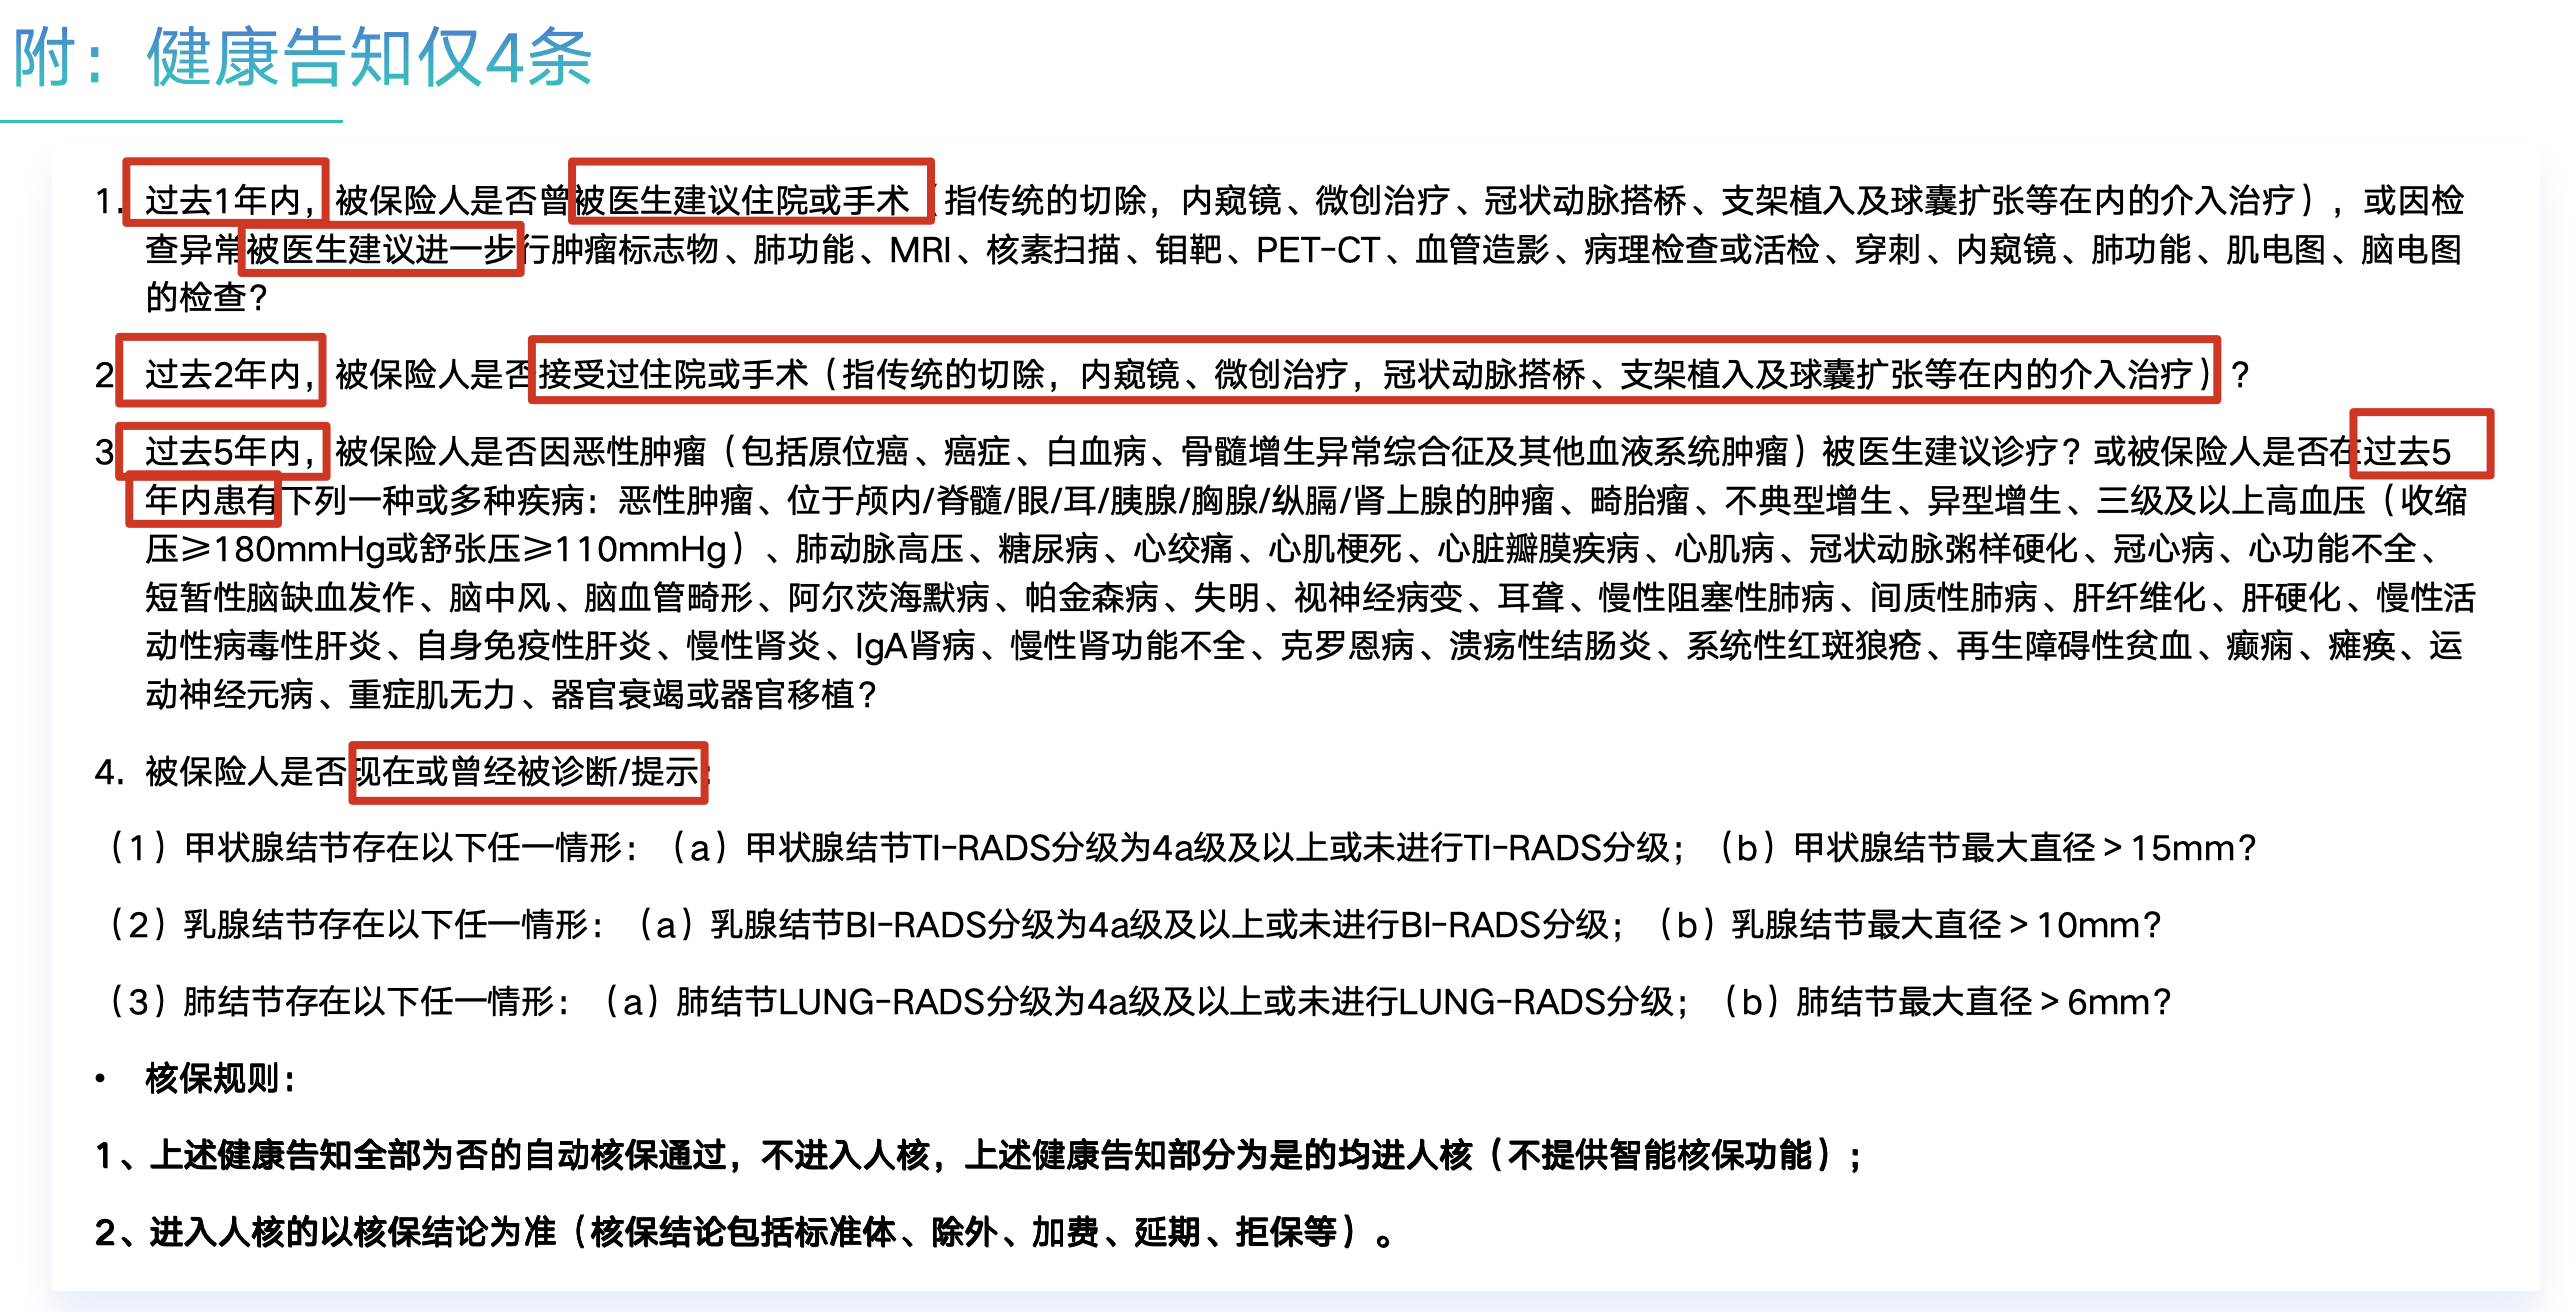 附：健康告知仅4条
1. 过去1年内，被保险人是否曾被医生建议住院或手术（指传统的切除，内窥镜、微创治疗、冠状动脉搭桥、支架植入及球囊扩张等在内的介入治疗），或因检
查异常被医生建议进一步行肿瘤标志物、肺功能、MRI、核素扫描、钼靶、PET-CT、血管造影、病理检查或活检、穿刺、内窥镜、肺功能、肌电图、脑电图
的检查？
2 过去2年内，被保险人是否接受过住院或手术（指传统的切除，内窥镜、微创治疗，冠状动脉搭桥、支架植入及球囊扩张等在内的介入治疗）？
3 过去5年内，被保险人是否因恶性肿瘤（包括原位癌、癌症、白血病、骨髓增生异常综合征及其他血液系统肿瘤）被医生建议诊疗？或被保险人是否在过去5
年内患有下列一种或多种疾病：恶性肿瘤、位于颅内/脊髓/眼/耳/胰腺/胸腺/纵膈/肾上腺的肿瘤、畸胎瘤、不典型增生、异型增生、三级及以上高血压（收缩
压≥180mmHg或舒张压≥110mmHg）、肺动脉高压、糖尿病、心绞痛、心肌梗死、心脏瓣膜疾病、心肌病、冠状动脉粥样硬化、冠心病、心功能不全、
短暂性脑缺血发作、脑中风、脑血管畸形、阿尔茨海默病、帕金森病、失明、视神经病变、耳聋、慢性阻塞性肺病、间质性肺病、肝纤维化、肝硬化、慢性活
动性病毒性肝炎、自身免疫性肝炎、慢性肾炎、IgA肾病、慢性肾功能不全、克罗恩病、溃疡性结肠炎、系统性红斑狼疮、再生障碍性贫血、癫痫、瘫痪、运
动神经元病、重症肌无力、器官衰竭或器官移植？
4. 被保险人是否现在或曾经被诊断/提示：
（1）甲状腺结节存在以下任一情形：（a）甲状腺结节TI-RADS分级为4a级及以上或未进行TI-RADS分级；（b）甲状腺结节最大直径＞15mm？
（2）乳腺结节存在以下任一情形：（a）乳腺结节BI-RADS分级为4a级及以上或未进行BI-RADS分级；（b）乳腺结节最大直径＞10mm？
（3）肺结节存在以下任一情形：（a）肺结节LUNG-RADS分级为4a级及以上或未进行LUNG-RADS分级；（b）肺结节最大直径＞6mm？
• 核保规则：
1、上述健康告知全部为否的自动核保通过，不进入人核，上述健康告知部分为是的均进人核（不提供智能核保功能）；
2、进入人核的以核保结论为准（核保结论包括标准体、除外、加费、延期、拒保等）。